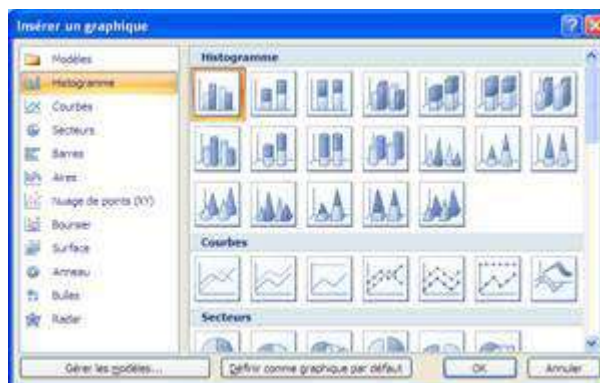 Insérer un graphique
Modèles
Histogramme
Courbes
Secteurs
Barres
Aires
Nuage de points (XY)
Boursier
Surface
Anneau
Bulles
Radar
Histogramme
Courbes
Secteurs
Gérer les modèles...
Définir comme graphique par défaut
OK
Annuler